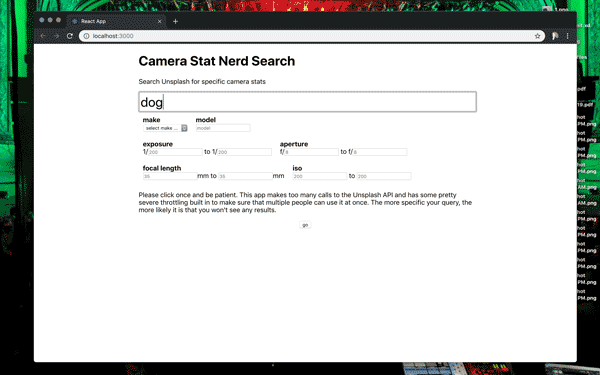 React App
localhost:3000
Camera Stat Nerd Search
Search Unsplash for specific camera stats
dog
make model
select make ... model
exposure aperture
1/200 to 1/200 f/8 to f/8
focal length iso
35 mm to 35 mm 200 to 200
Please click once and be patient. This app makes too many calls to the Unsplash API and has some pretty
severe throttling built in to make sure that multiple people can use it at once. The more specific your query, the
more likely it is that you won't see any results.
go
1.png
.pdf
19.pdf
hot
PM.png
hot
PM.png
hot
PM.png
hot
PM.png
hot
AM.png
hot
AM.png
hot
PM.png
hot
PM.png
hot
PM.png
hot
PM.png